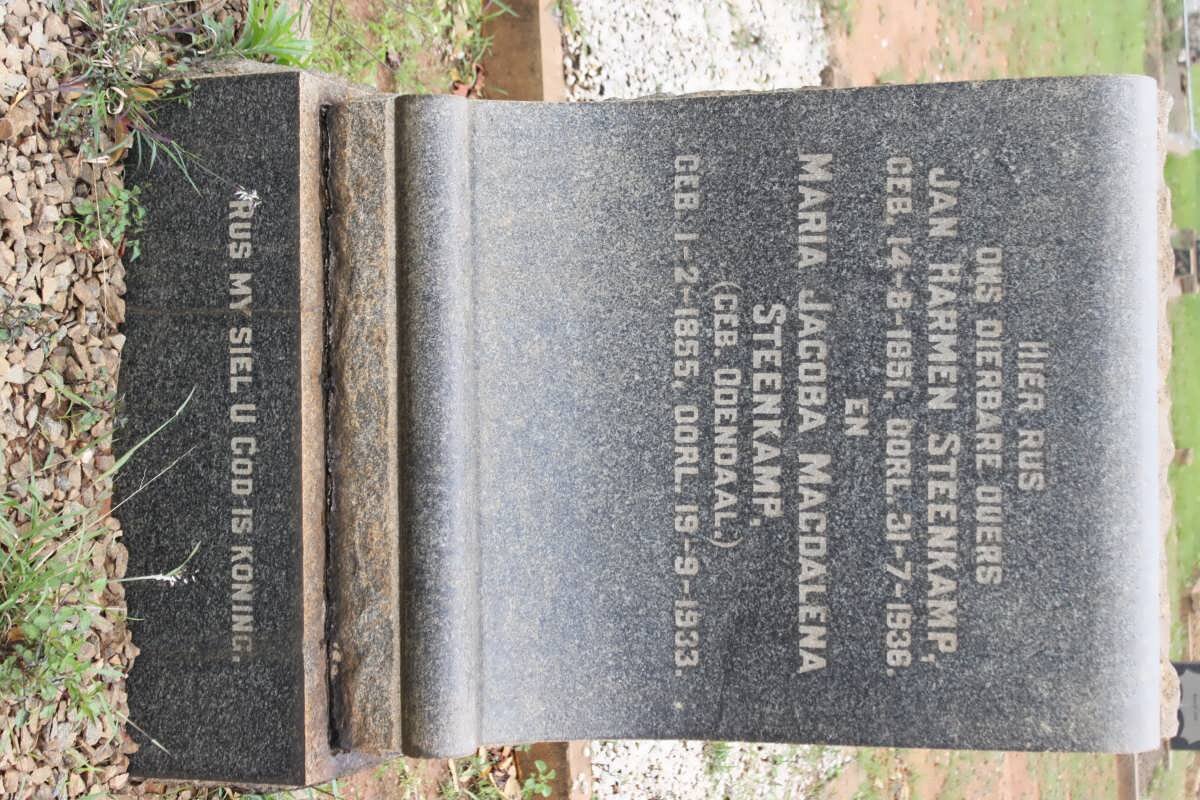 HIER RUS
ONS DIERBARE OUERS
JAN HARMEN STEENKAMP,
GEB. 14-8-1851, OORL. 31-7-1938.
EN
MARIA JACOBA MAGDALENA
STEENKAMP,
(GEB. ODENDAAL.)
GEB. 1-2-1855, OORL. 19-9-1933.
RUS MY SIEL U GOD IS KONING.